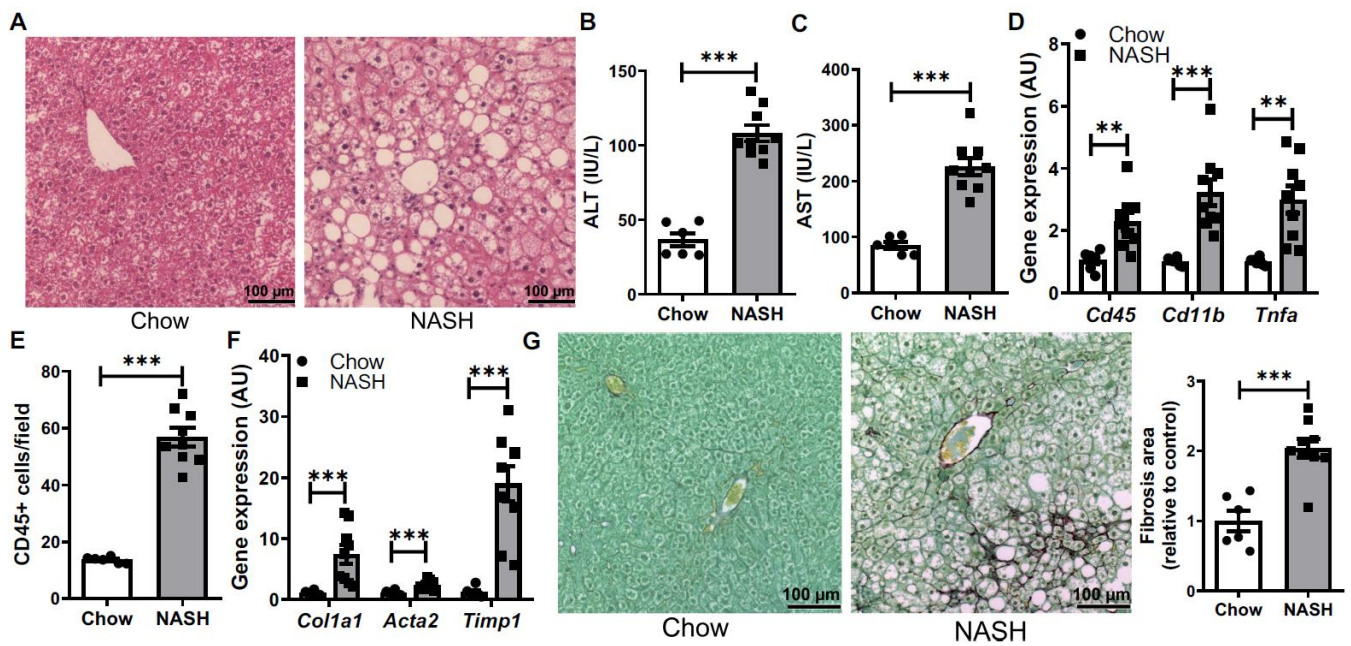 A
100 µm
100 µm
Chow
NASH
B
***
ALT (IU/L)
150
100
50
0
Chow
NASH
C
***
AST (IU/L)
400
300
200
100
0
Chow
NASH
D
Chow
NASH
Gene expression (AU)
8
6
4
2
0
**
***
**
Cd45
Cd11b
Tnfa
E
***
CD45+ cells/field
80
60
40
20
0
Chow
NASH
F
Chow
NASH
Gene expression (AU)
40
30
20
10
0
***
***
***
Col1a1
Acta2
Timp1
G
100 µm
100 µm
Chow
NASH
***
Fibrosis area
(relative to control)
3
2
1
0
Chow
NASH